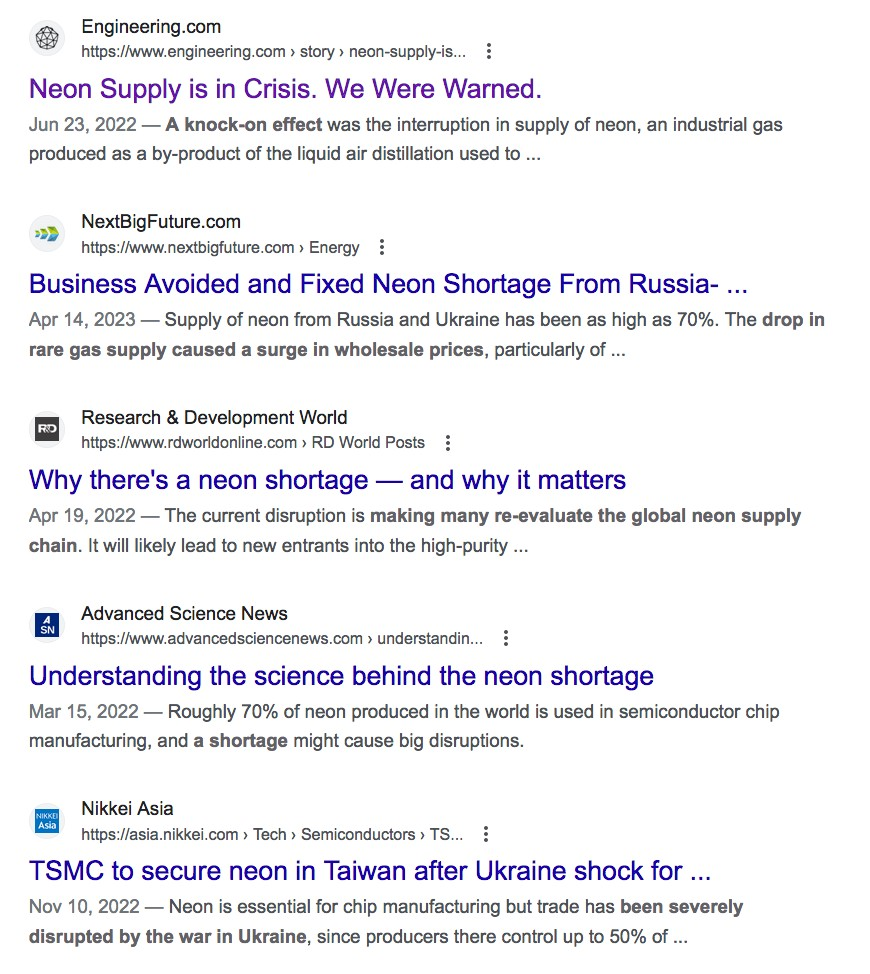 Engineering.com
https://www.engineering.com › story › neon-supply-is...
Neon Supply is in Crisis. We Were Warned.
Jun 23, 2022 — A knock-on effect was the interruption in supply of neon, an industrial gas
produced as a by-product of the liquid air distillation used to ...
NextBigFuture.com
https://www.nextbigfuture.com › Energy
Business Avoided and Fixed Neon Shortage From Russia- ...
Apr 14, 2023 — Supply of neon from Russia and Ukraine has been as high as 70%. The drop in
rare gas supply caused a surge in wholesale prices, particularly of ...
R&D
Research & Development World
https://www.rdworldonline.com › RD World Posts
Why there's a neon shortage — and why it matters
Apr 19, 2022 — The current disruption is making many re-evaluate the global neon supply
chain. It will likely lead to new entrants into the high-purity ...
A
SN
Advanced Science News
https://www.advancedsciencenews.com › understandin...
Understanding the science behind the neon shortage
Mar 15, 2022 — Roughly 70% of neon produced in the world is used in semiconductor chip
manufacturing, and a shortage might cause big disruptions.
NIKKEI
Asia
Nikkei Asia
https://asia.nikkei.com › Tech › Semiconductors › TS...
TSMC to secure neon in Taiwan after Ukraine shock for ...
Nov 10, 2022 — Neon is essential for chip manufacturing but trade has been severely
disrupted by the war in Ukraine, since producers there control up to 50% of ...